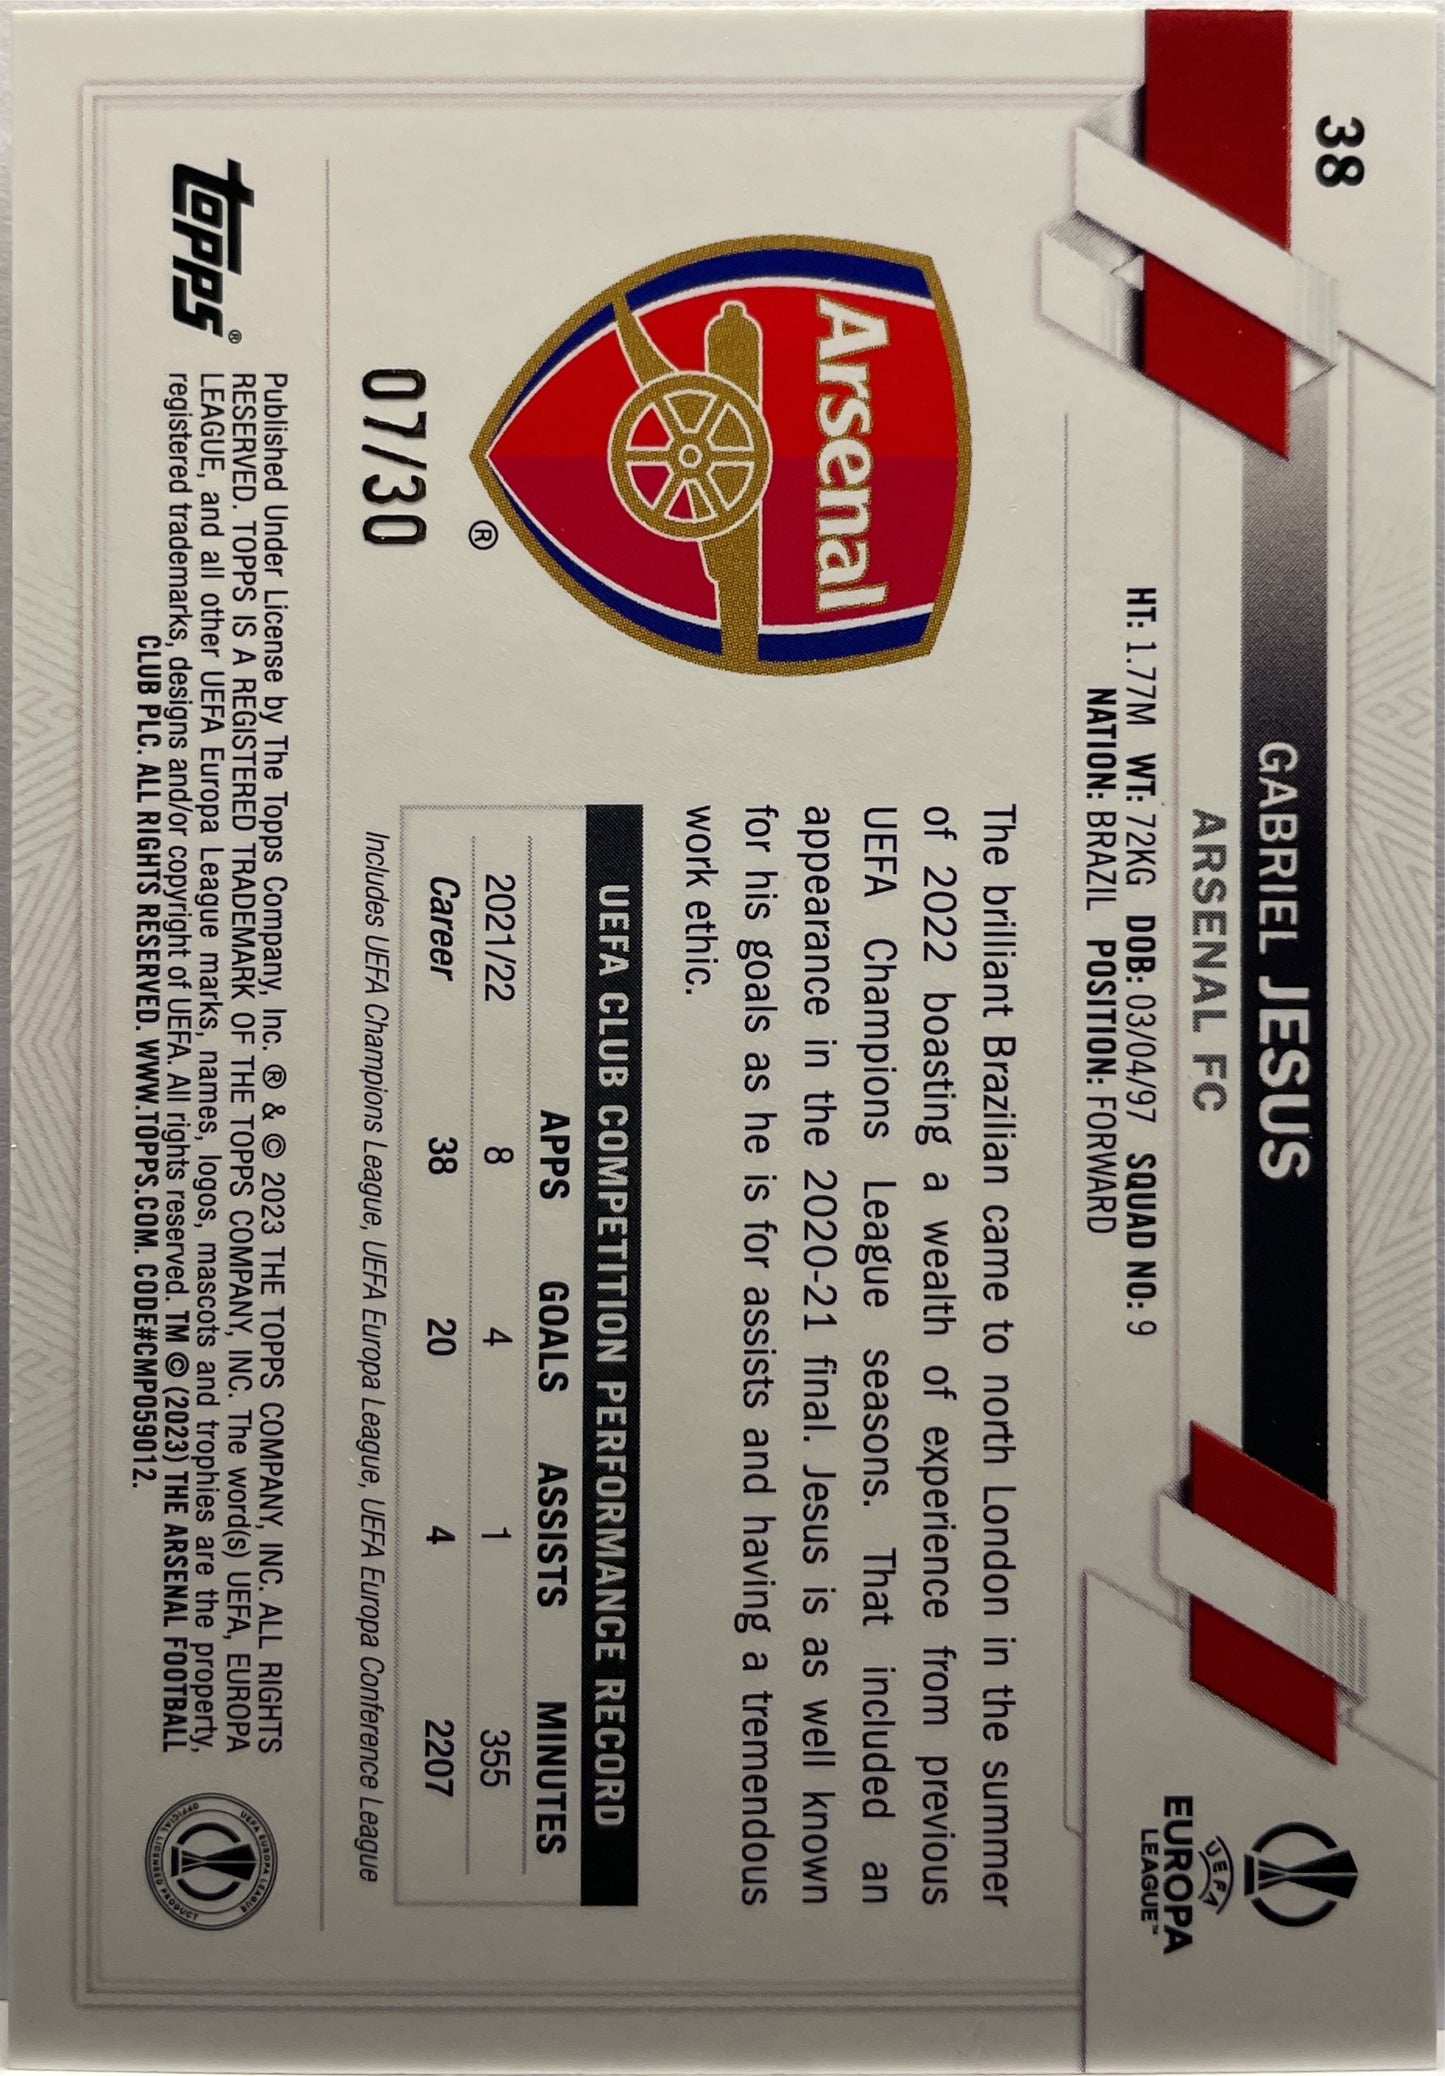 38
GABRIEL JESUS
ARSENAL FC
HT: 1.77M WT: 72KG DOB: 03/04/97 SQUAD NO: 9
NATION: BRAZIL POSITION: FORWARD
UEFA
EUROPA
LEAGUE™
Arsenal
®
07/30
The brilliant Brazilian came to north London in the summer
of 2022 boasting a wealth of experience from previous
UEFA Champions League seasons. That included an
appearance in the 2020-21 final. Jesus is as well known
for his goals as he is for assists and having a tremendous
work ethic.
UEFA CLUB COMPETITION PERFORMANCE RECORD
APPS GOALS ASSISTS MINUTES
2021/22 8 4 1 355
Career 38 20 4 2207
Includes UEFA Champions League, UEFA Europa League, UEFA Europa Conference League
topps®
Published Under License by The Topps Company, Inc. ® & © 2023 THE TOPPS COMPANY, INC. ALL RIGHTS
RESERVED. TOPPS IS A REGISTERED TRADEMARK OF THE TOPPS COMPANY, INC. The word(s) UEFA, EUROPA
LEAGUE, and all other UEFA Europa League marks, names, logos, mascots and trophies are the property,
registered trademarks, designs and/or copyright of UEFA. All rights reserved. TM © (2023) THE ARSENAL FOOTBALL
CLUB PLC. ALL RIGHTS RESERVED. WWW.TOPPS.COM. CODE#CMP059012.
UEFA EUROPA LEAGUE
OFFICIAL LICENSED PRODUCT